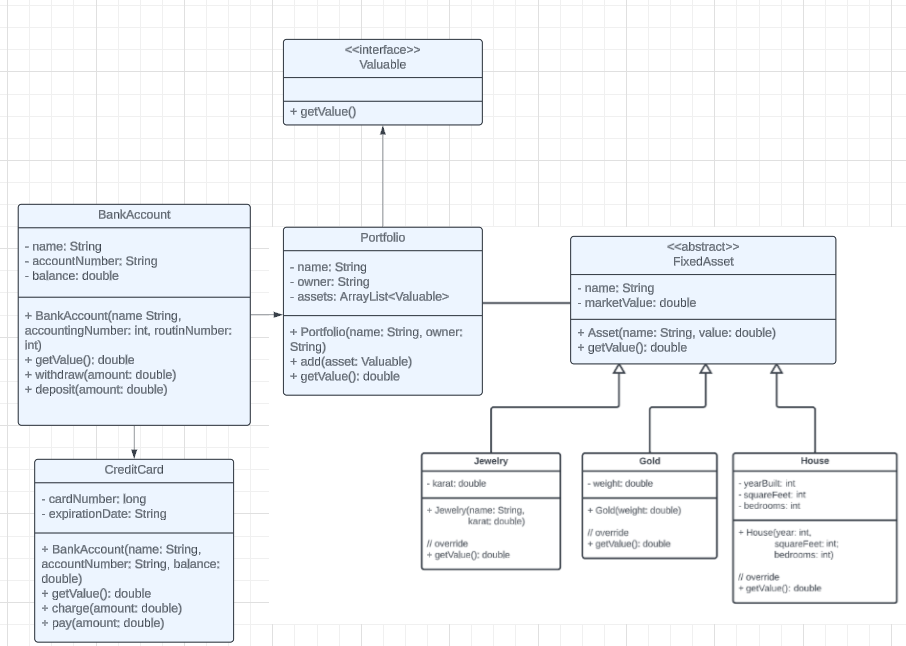 <<interface>>
Valuable
+ getValue()
BankAccount
- name: String
- accountNumber: String
- balance: double
+ BankAccount(name String,
accountingNumber: int, routinNumber:
int)
+ getValue(): double
+ withdraw(amount: double)
+ deposit(amount: double)
Portfolio
- name: String
- owner: String
- assets: ArrayList<Valuable>
+ Portfolio(name: String, owner:
String)
+ add(asset: Valuable)
+ getValue(): double
<<abstract>>
FixedAsset
- name: String
- marketValue: double
+ Asset(name: String, value: double)
+ getValue(): double
CreditCard
- cardNumber: long
- expirationDate: String
+ BankAccount(name: String,
accountNumber: String, balance:
double)
+ getValue(): double
+ charge(amount: double)
+ pay(amount: double)
Jewelry
- karat: double
+ Jewelry(name: String,
karat: double)
// override
+ getValue(): double
Gold
- weight: double
+ Gold(weight: double)
// override
+ getValue(): double
House
- yearBuilt: int
- squareFeet: int
- bedrooms: int
+ House(year: int,
squareFeet: int;
bedrooms: int)
// override
+ getValue(): double